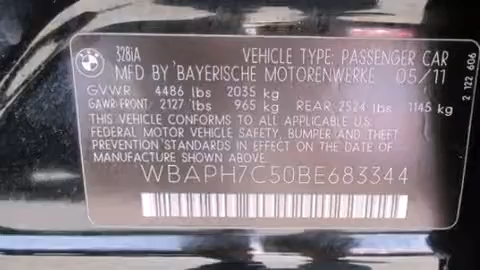 328iA VEHICLE TYPE: PASSENGER CAR
MFD BY BAYERISCHE MOTORENWERKE 05/11
GVWR 4486 lbs 2035 kg
GAWR-FRONT 2127 lbs 965 kg REAR 2524 lbs 1145 kg
THIS VEHICLE CONFORMS TO ALL APPLICABLE U.S.
FEDERAL MOTOR VEHICLE SAFETY, BUMPER AND THEFT
PREVENTION STANDARDS IN EFFECT ON THE DATE OF
MANUFACTURE SHOWN ABOVE.
WBAPH7C50BE683344
2 122 606